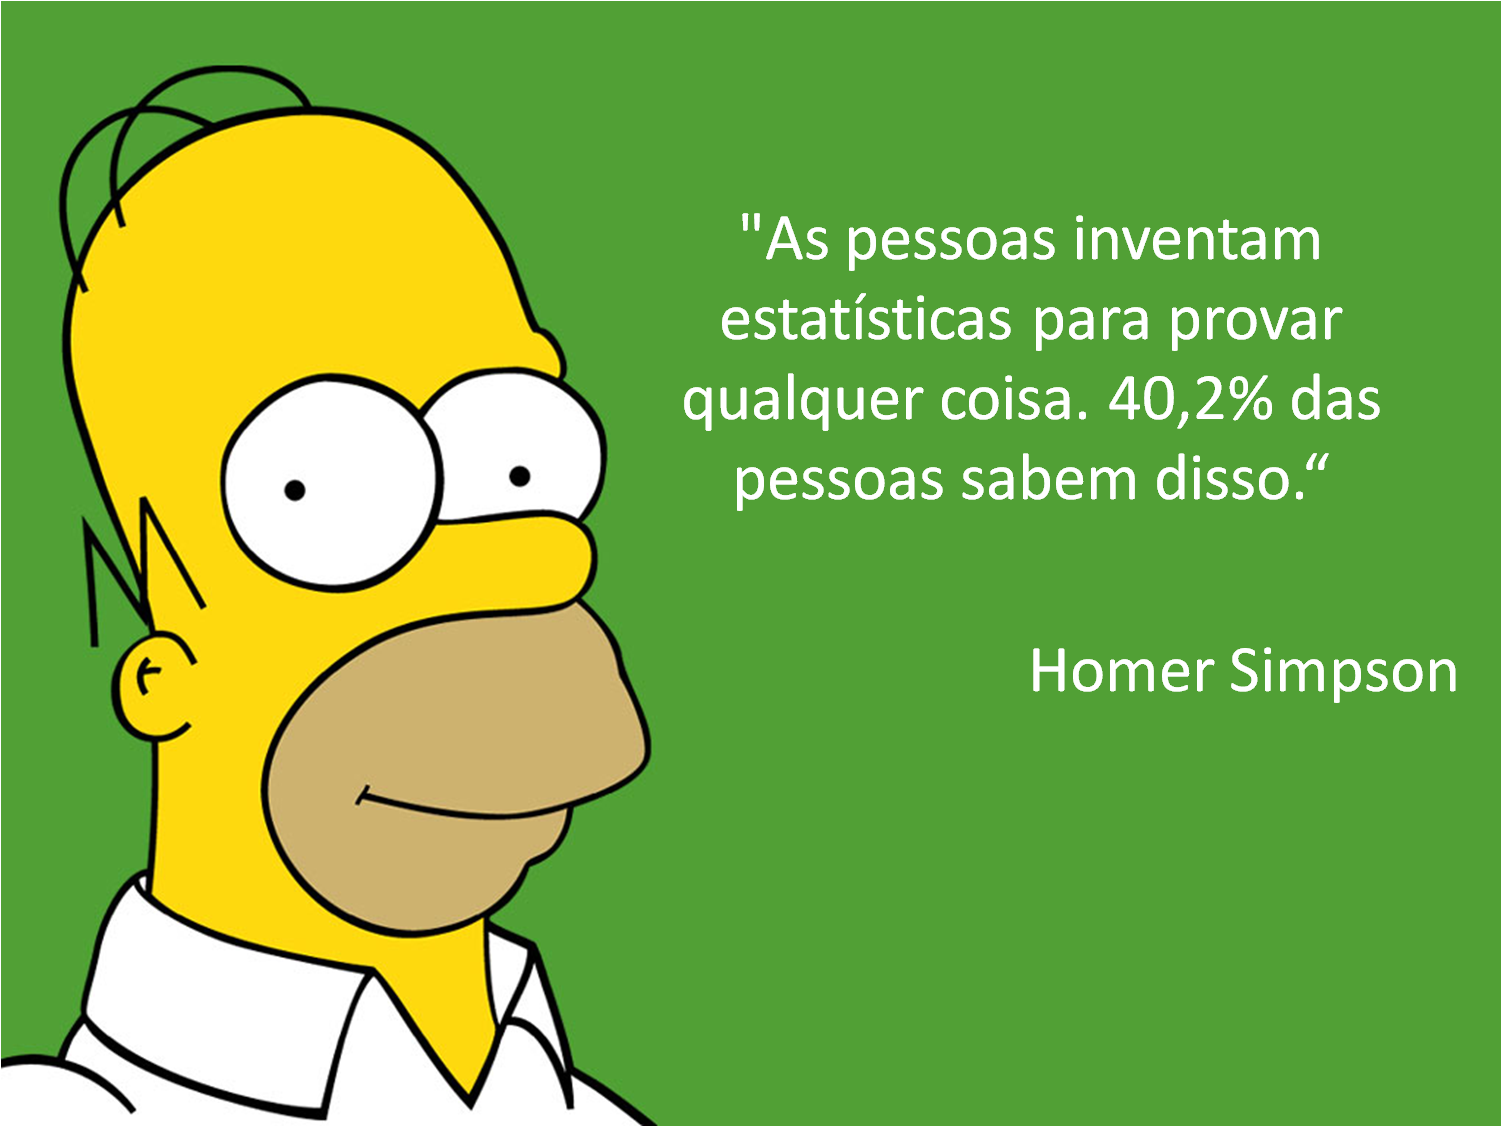 "As pessoas inventam
estatísticas para provar
qualquer coisa. 40,2% das
pessoas sabem disso.“
Homer Simpson